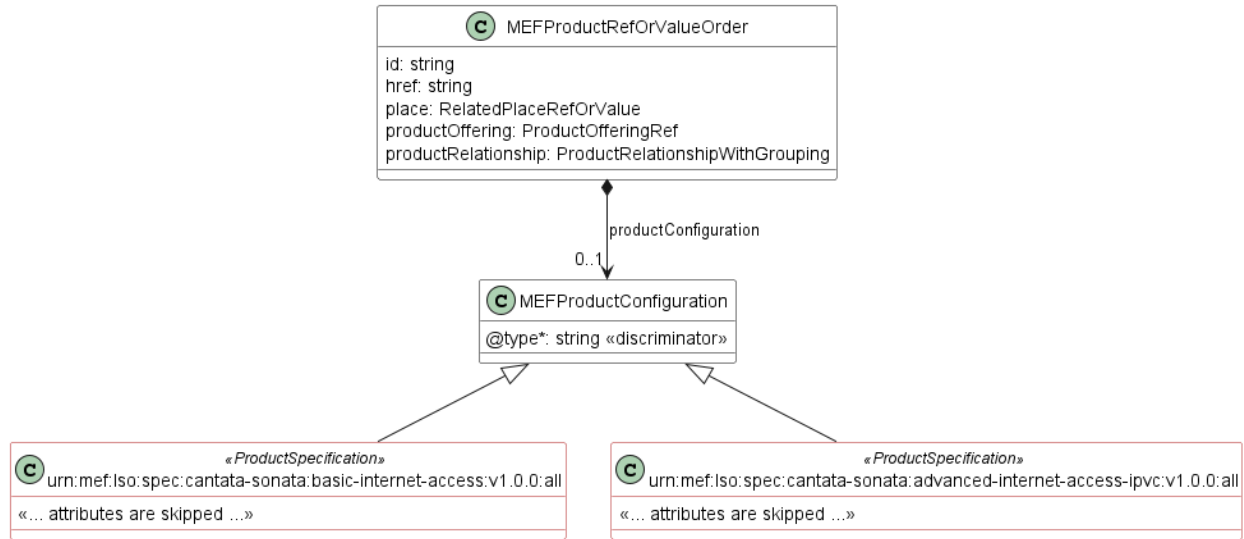 C MEFProductRefOrValueOrder
id: string
href: string
place: RelatedPlaceRefOrValue
productOffering: ProductOfferingRef
productRelationship: ProductRelationshipWithGrouping
productConfiguration
0..1
C MEFProductConfiguration
@type*: string «discriminator»
«ProductSpecification»
C urn:mef:lso:spec:cantata-sonata:basic-internet-access:v1.0.0:all
«... attributes are skipped ...»
«ProductSpecification»
C urn:mef:lso:spec:cantata-sonata:advanced-internet-access-ipvc:v1.0.0:all
«... attributes are skipped ...»